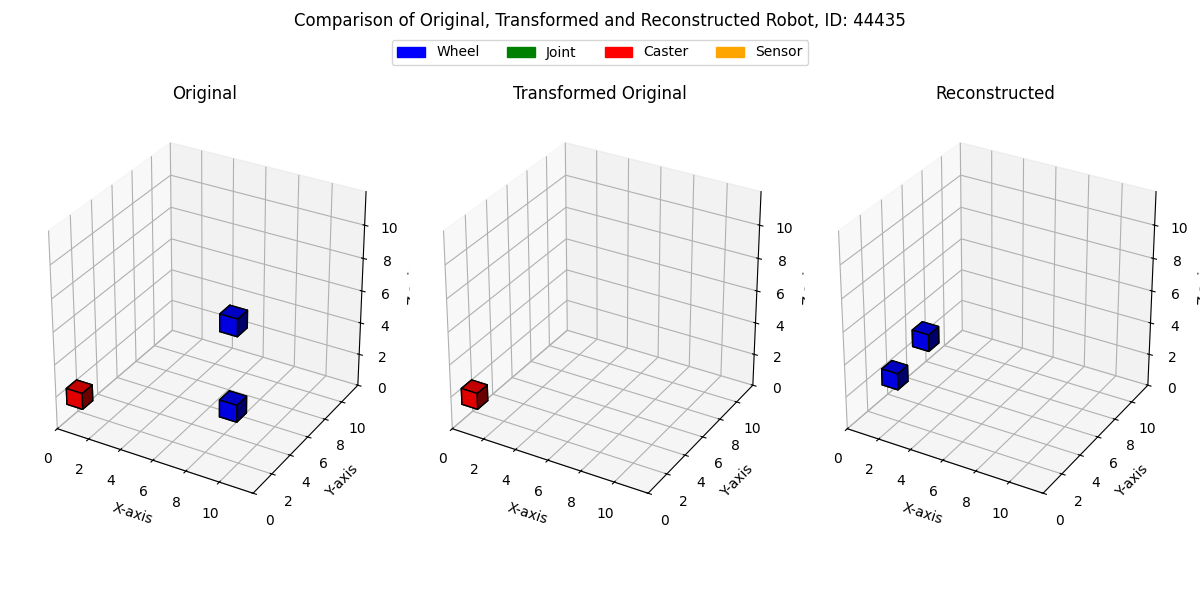 Comparison of Original, Transformed and Reconstructed Robot, ID: 44435
Wheel Joint Caster Sensor
Original
Transformed Original
Reconstructed
0 2 4 6 8 10
X-axis
0 2 4 6 8 10
Y-axis
0 2 4 6 8 10
0 2 4 6 8 10
X-axis
0 2 4 6 8 10
Y-axis
0 2 4 6 8 10
0 2 4 6 8 10
X-axis
0 2 4 6 8 10
Y-axis
0 2 4 6 8 10